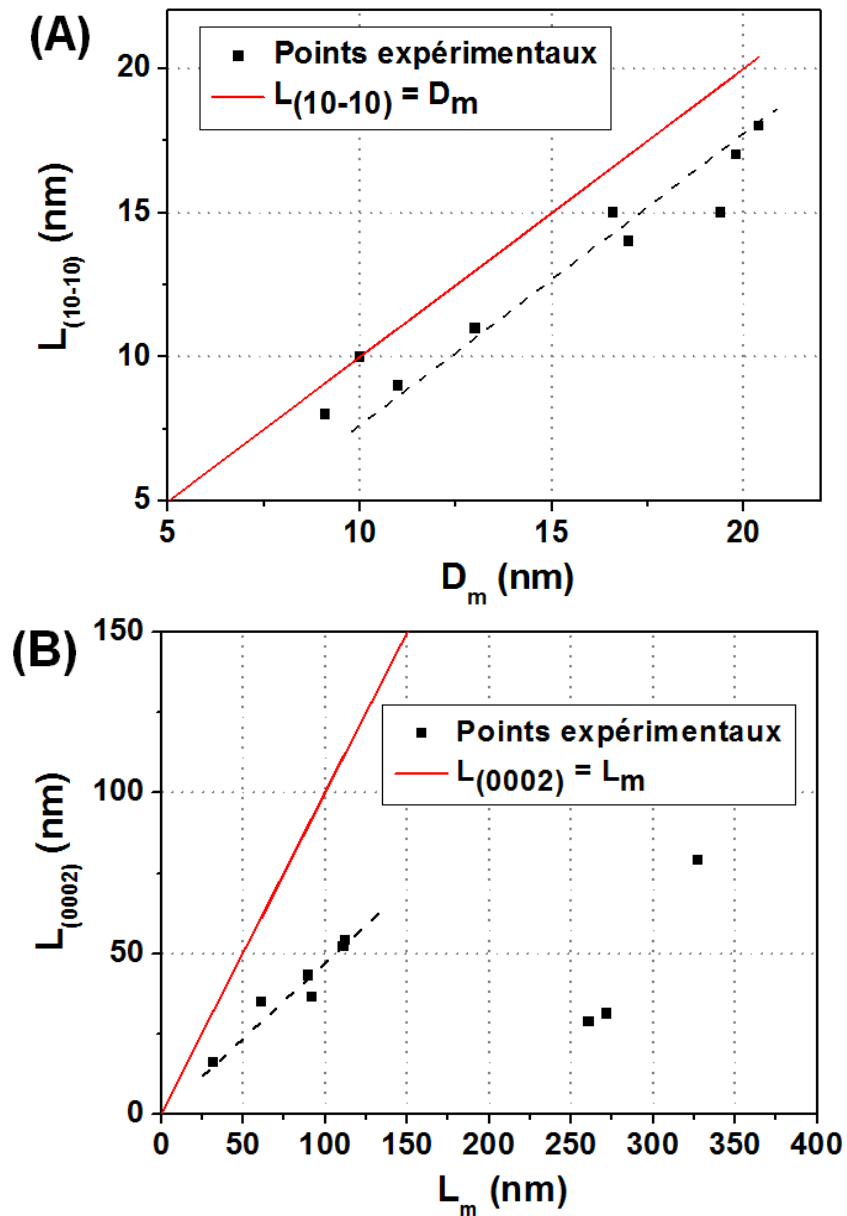 (A)
Points expérimentaux
L(10-10) = Dm
20
15
10
5
L(10-10) (nm)
5 10 15 20
Dm (nm)
(B)
150
Points expérimentaux
L(0002) = Lm
100
50
0
L(0002) (nm)
0 50 100 150 200 250 300 350 400
Lm (nm)